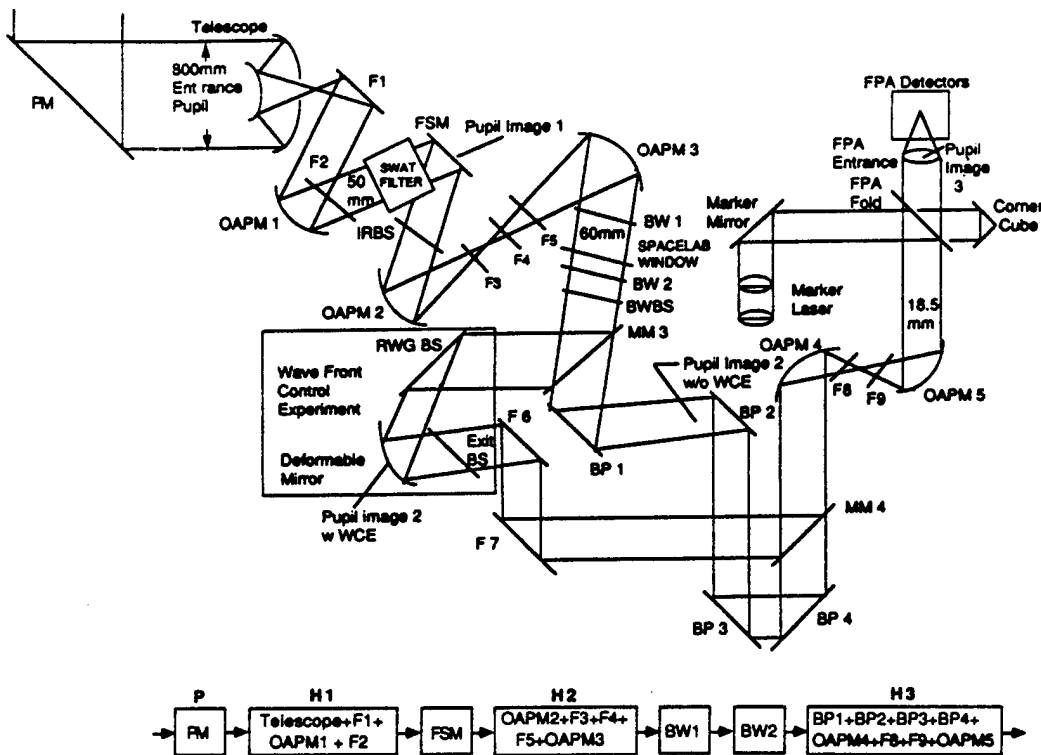 Telescope
800mm
Ent rance
Pupil
PM
F1
FSM
Pupil Image 1
F2
SWAT
FILTER
50
mm
OAPM 1
IRBS
OAPM 2
F3
F4
F5
OAPM 3
60mm
BW 1
SPACELAB
WINDOW
BW 2
BWBS
MM 3
FPA Detectors
FPA
Entrance
Pupil
Image
3
FPA
Fold
Marker
Mirror
Corner
Cube
Marker
Laser
18.5
mm
OAPM 4
F8
F9
OAPM 5
RWG BS
Wave Front
Control
Experiment
Deformable
Mirror
F 6
Exit
BS
Pupil Image 2
w/o WCE
BP 2
BP 1
Pupil image 2
w WCE
F 7
MM 4
BP 3
BP 4
P
H1
H2
H3
PM
Telescope+F1+
OAPM1 + F2
FSM
OAPM2+F3+F4+
F5+OAPM3
BW1
BW2
BP1+BP2+BP3+BP4+
OAPM4+F8+F9+OAPM5